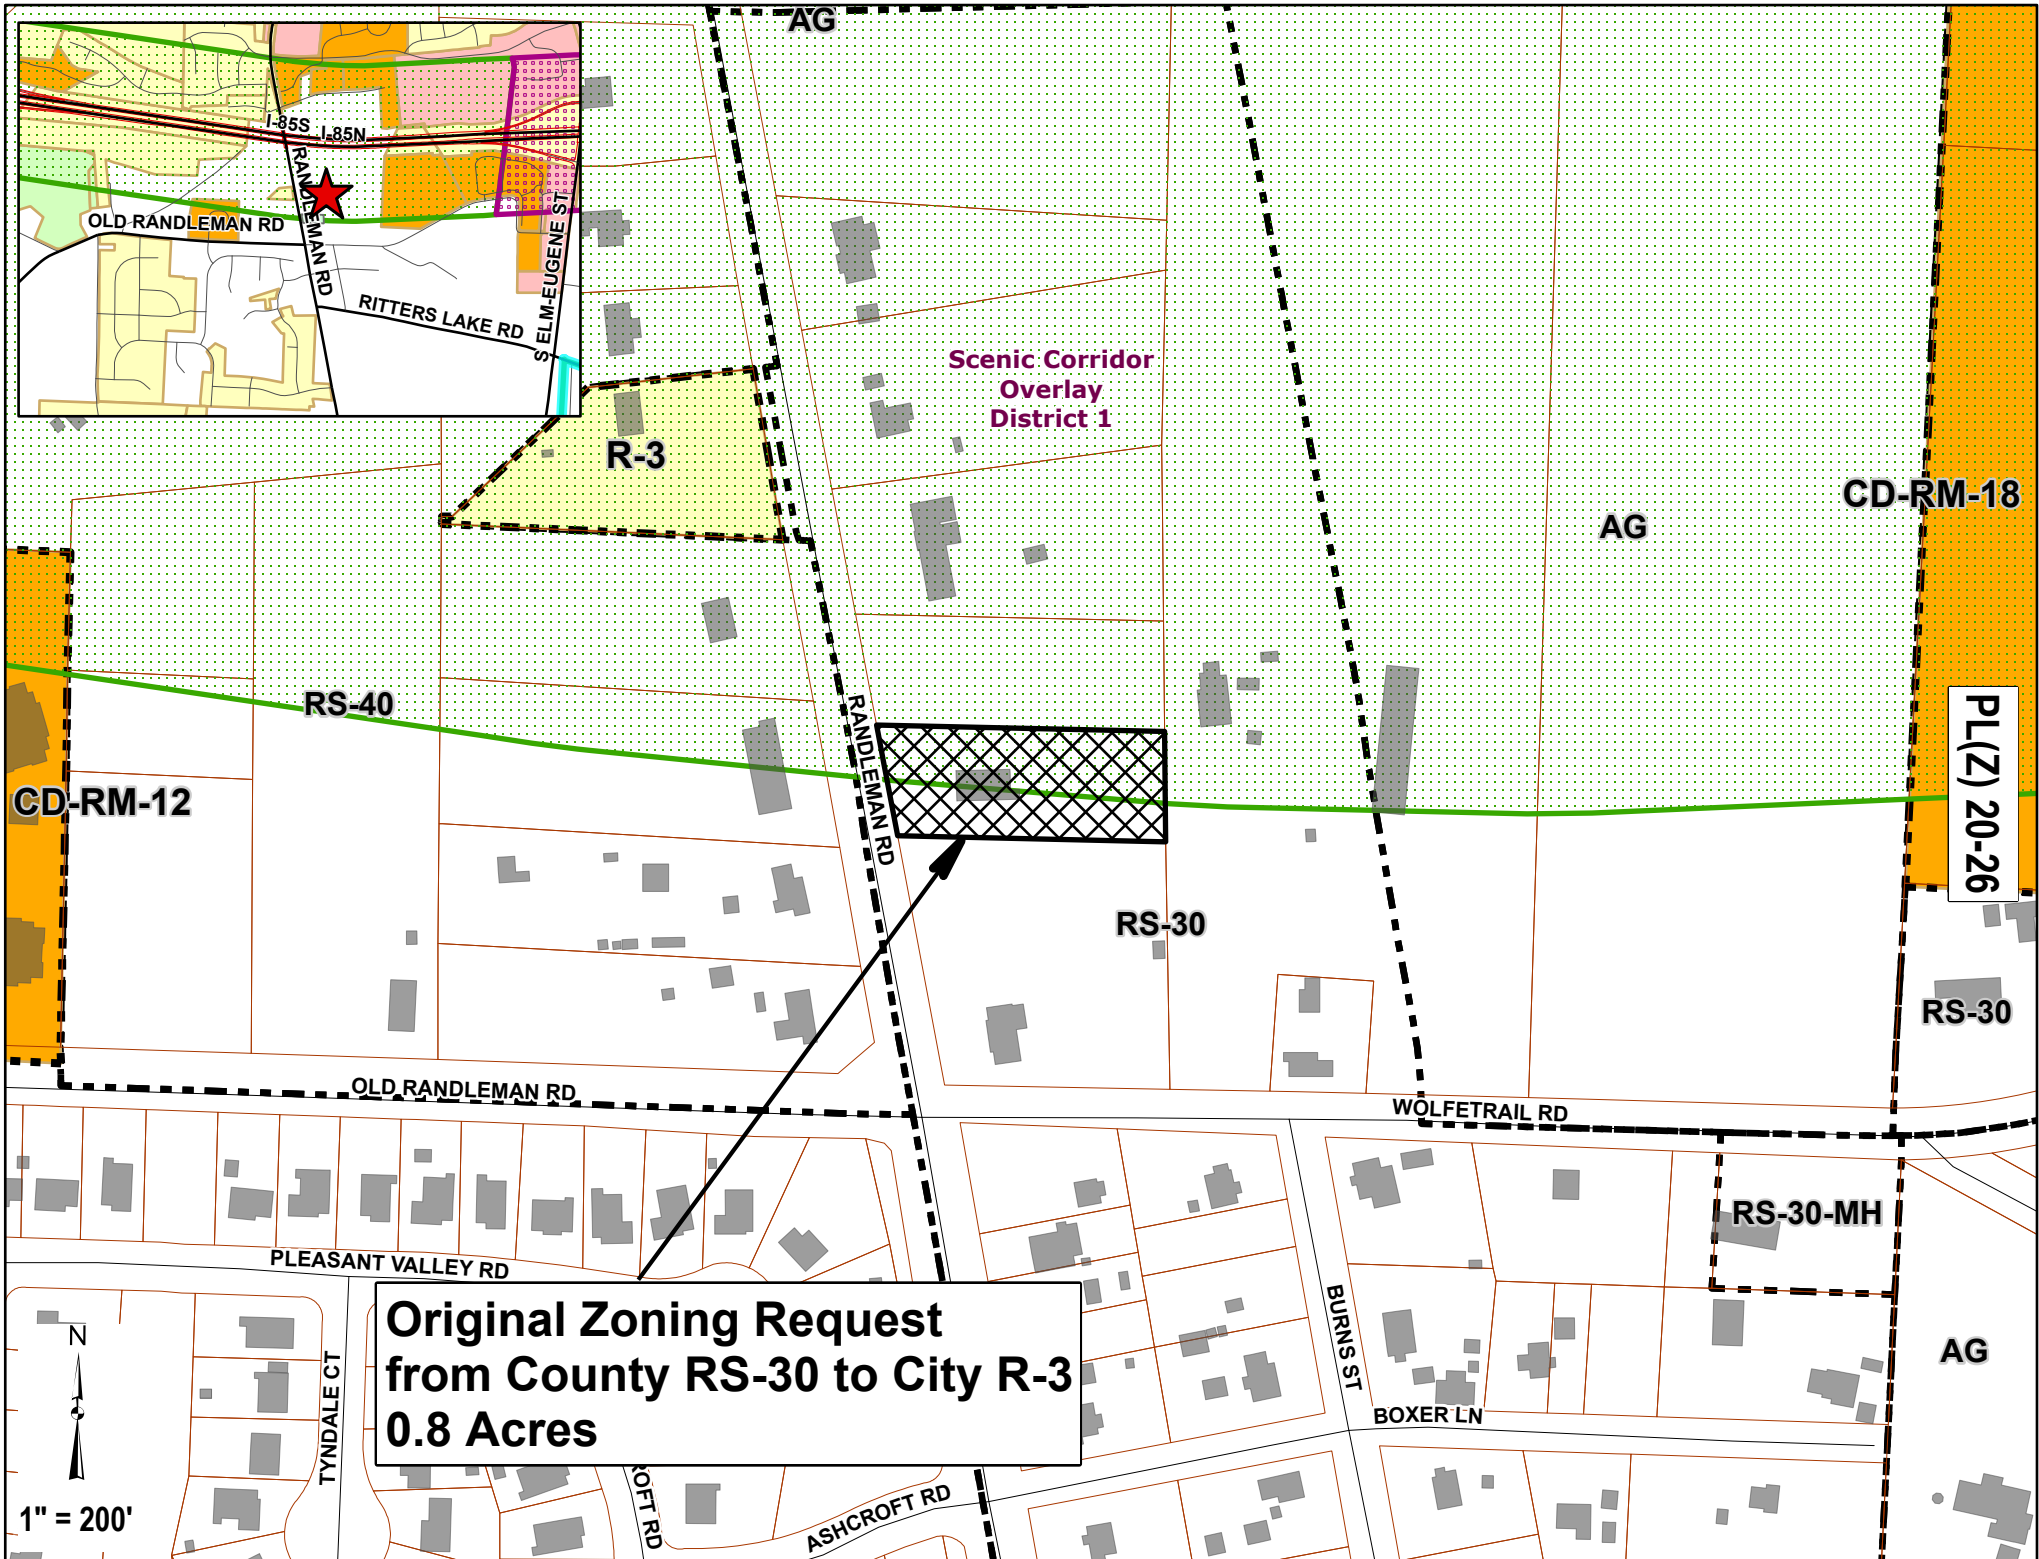 AG
I-85S
I-85N
RANDLEMAN RD
OLD RANDLEMAN RD
RITTERS LAKE RD
S ELM-EUGENE ST
Scenic Corridor
Overlay
District 1
R-3
CD-RM-18
AG
RS-40
RANDLEMAN RD
PL(Z) 20-26
CD-RM-12
RS-30
RS-30
OLD RANDLEMAN RD
WOLFETRAIL RD
RS-30-MH
PLEASANT VALLEY RD
BURNS ST
Original Zoning Request
from County RS-30 to City R-3
0.8 Acres
N
TYNDALE CT
AG
BOXER LN
ROFT RD
ASHCROFT RD
1" = 200'